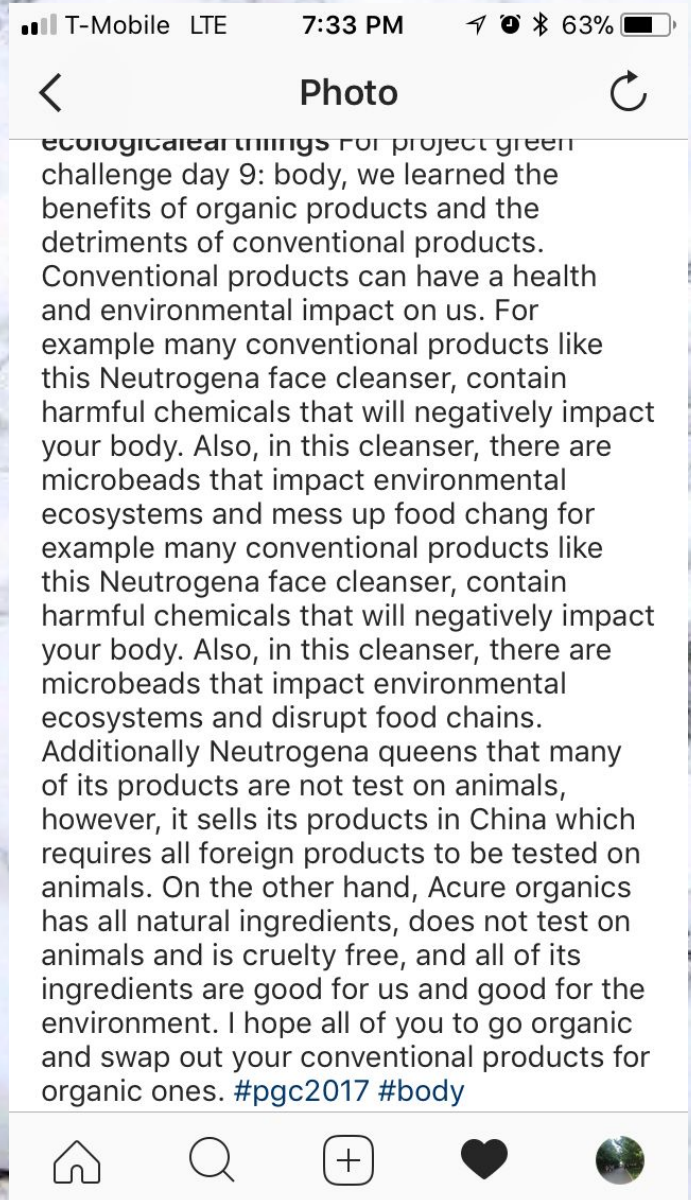 T-Mobile LTE 7:33 PM 63%
Photo
ecologicalearthlings For project green
challenge day 9: body, we learned the
benefits of organic products and the
detriments of conventional products.
Conventional products can have a health
and environmental impact on us. For
example many conventional products like
this Neutrogena face cleanser, contain
harmful chemicals that will negatively impact
your body. Also, in this cleanser, there are
microbeads that impact environmental
ecosystems and mess up food chang for
example many conventional products like
this Neutrogena face cleanser, contain
harmful chemicals that will negatively impact
your body. Also, in this cleanser, there are
microbeads that impact environmental
ecosystems and disrupt food chains.
Additionally Neutrogena queens that many
of its products are not test on animals,
however, it sells its products in China which
requires all foreign products to be tested on
animals. On the other hand, Acure organics
has all natural ingredients, does not test on
animals and is cruelty free, and all of its
ingredients are good for us and good for the
environment. I hope all of you to go organic
and swap out your conventional products for
organic ones. #pgc2017 #body